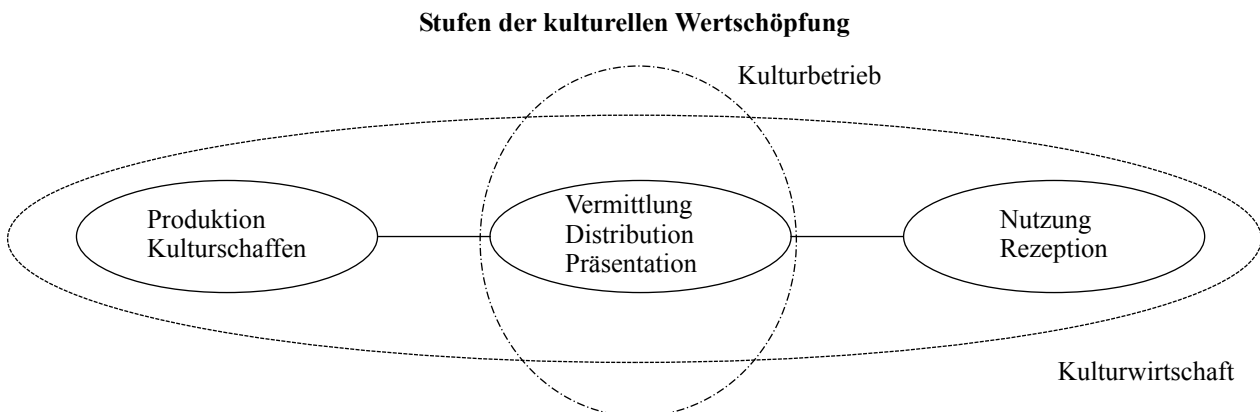 Stufen der kulturellen Wertschöpfung
Kulturbetrieb
Produktion
Kulturschaffen
Vermittlung
Distribution
Präsentation
Nutzung
Rezeption
Kulturwirtschaft